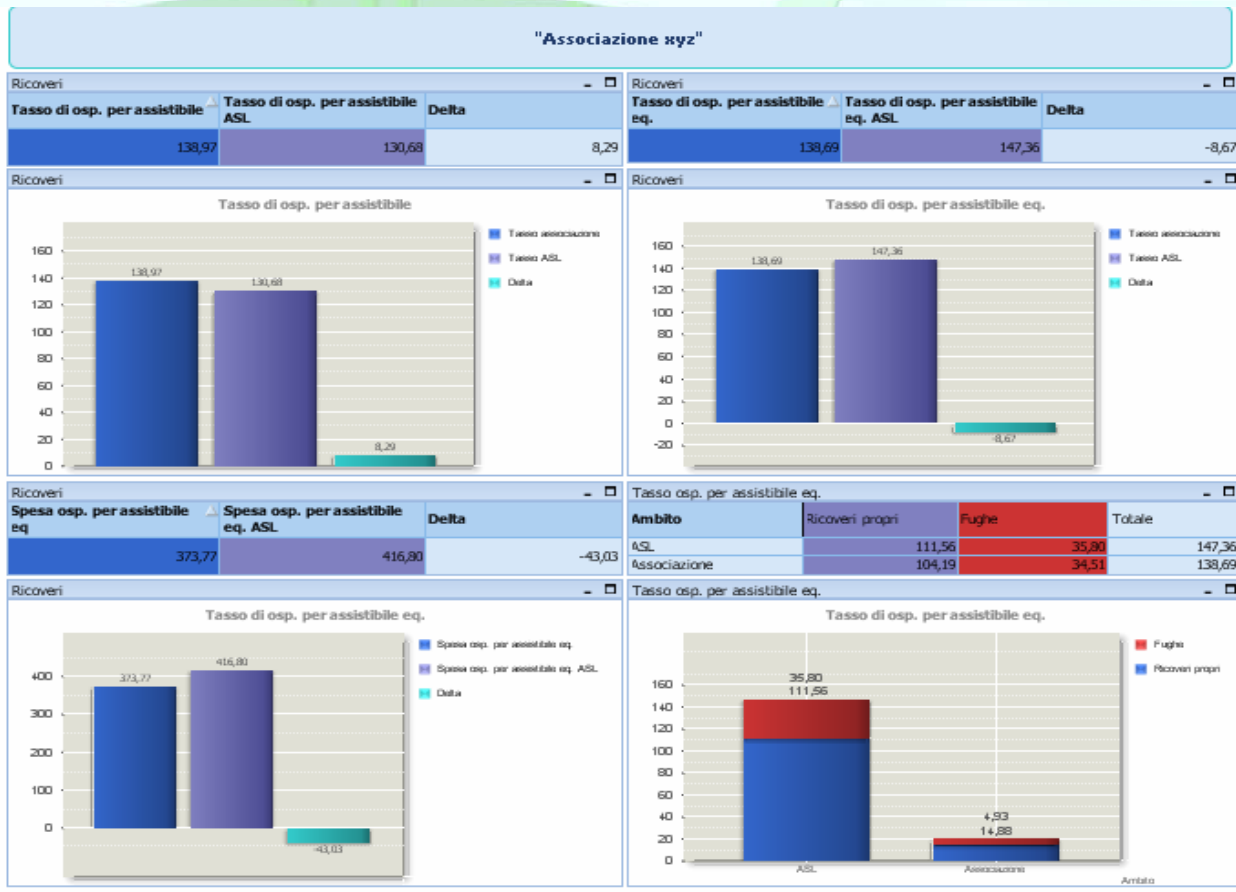 "Associazione xyz"
Ricoveri
Tasso di osp. per assistibile Tasso di osp. per assistibile ASL Delta
138,97 130,68 8,29
Ricoveri
Tasso di osp. per assistibile eq. Tasso di osp. per assistibile eq. ASL Delta
138,69 147,36 -8,67
Ricoveri
Tasso di osp. per assistibile
160
140
120
100
80
60
40
20
0
138,97
130,68
8,29
Tasso associazione
Tasso ASL
Delta
Ricoveri
Tasso di osp. per assistibile eq.
160
140
120
100
80
60
40
20
0
-20
138,69
147,36
-8,67
Tasso associazione
Tasso ASL
Delta
Ricoveri
Spesa osp. per assistibile eq Spesa osp. per assistibile eq. ASL Delta
373,77 416,80 -43,03
Tasso osp. per assistibile eq.
Ambito Ricoveri propri Fughe Totale
ASL 111,56 35,80 147,36
Associazione 104,19 34,51 138,69
Ricoveri
Tasso di osp. per assistibile eq.
400
300
200
100
0
373,77
416,80
-43,03
Spesa osp. per assistibile eq.
Spesa osp. per assistibile eq. ASL
Delta
Tasso osp. per assistibile eq.
Tasso di osp. per assistibile eq.
160
140
120
100
80
60
40
20
0
35,80
111,56
4,93
14,88
ASL
Associazione
Ambito
Fughe
Ricoveri propri